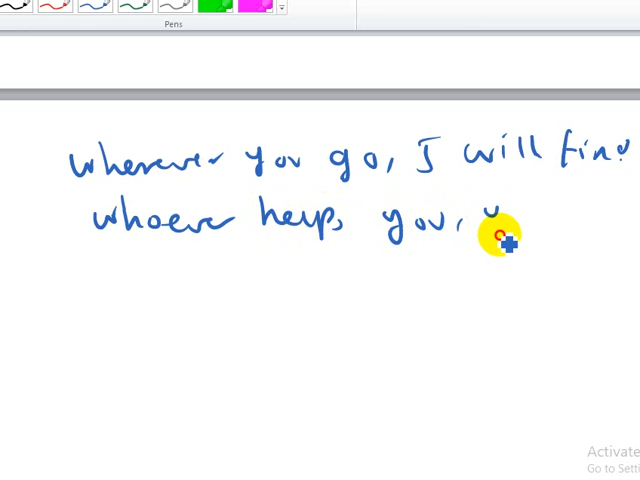 Pens
wherever you go, I will find
whoever helps you,
Activate
Go to Setti